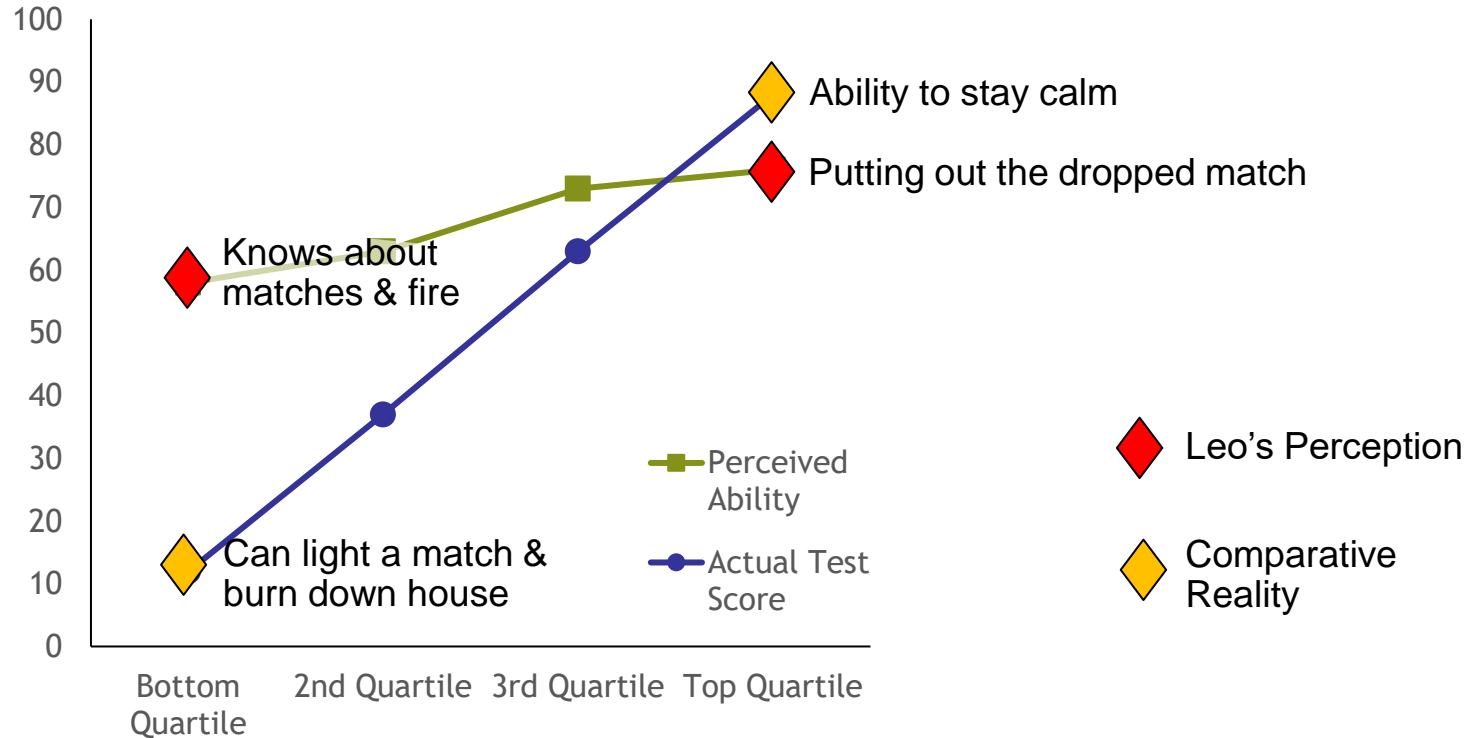 100
90
80
70
60
50
40
30
20
10
0
Ability to stay calm
Putting out the dropped match
Knows about
matches & fire
Can light a match &
burn down house
Perceived
Ability
Actual Test
Score
Leo’s Perception
Comparative
Reality
Bottom
Quartile
2nd Quartile
3rd Quartile
Top Quartile